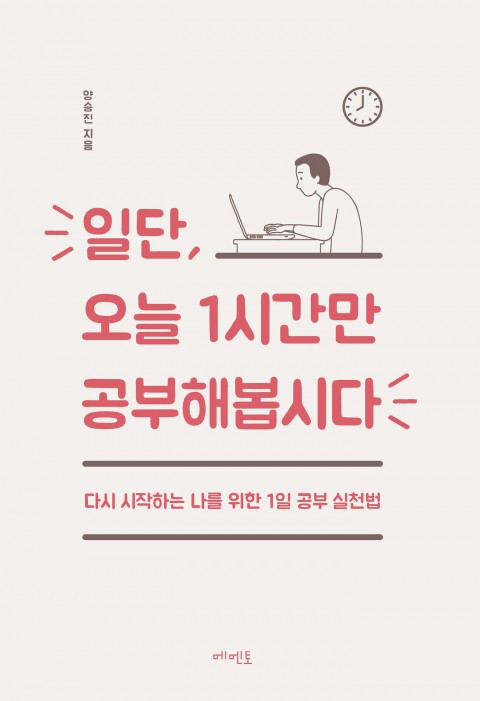 양승진 지음
일단,
오늘 1시간만
공부해봅시다
다시 시작하는 나를 위한 1일 공부 실천법
메멘토